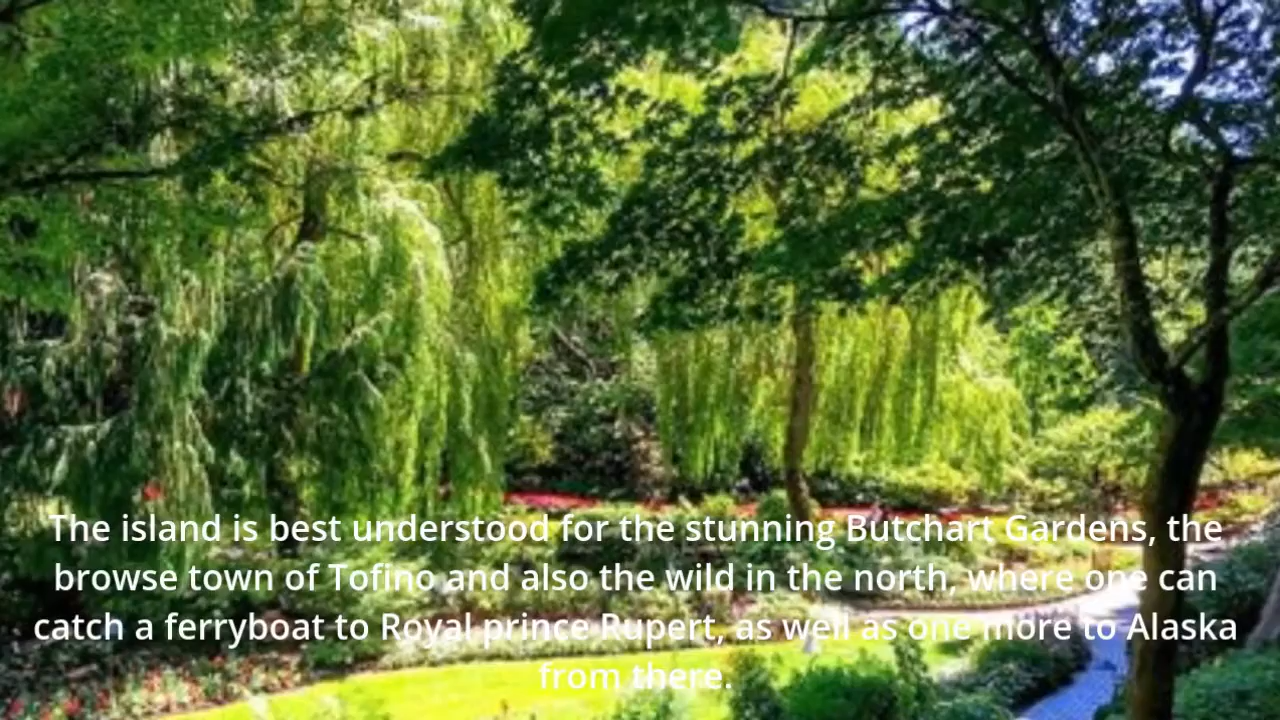 The island is best understood for the stunning Butchart Gardens, the
browse town of Tofino and also the wild in the north, where one can
catch a ferryboat to Royal prince Rupert, as well as one more to Alaska
from there.